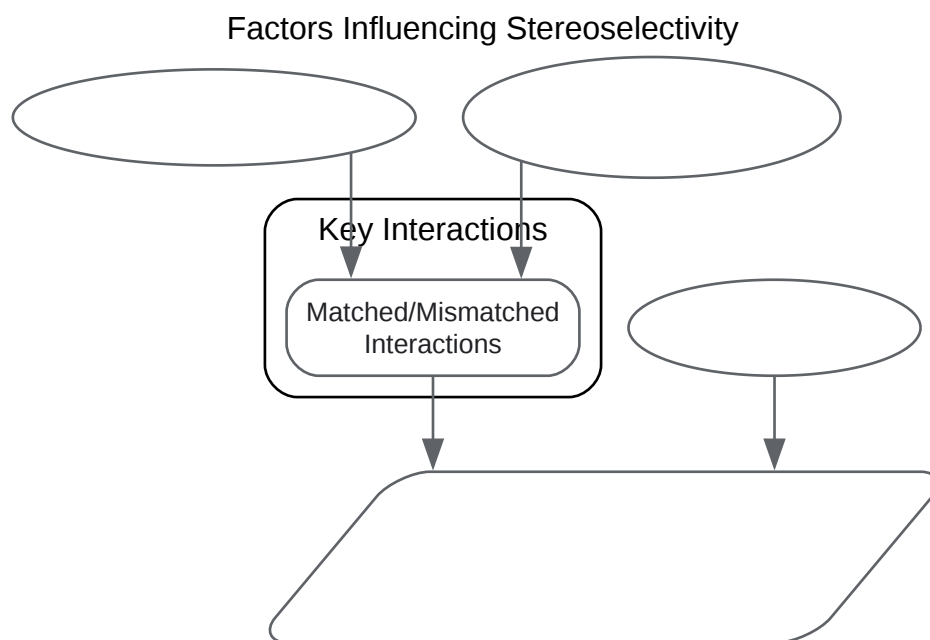 Factors Influencing Stereoselectivity
Key Interactions
Matched/Mismatched
Interactions